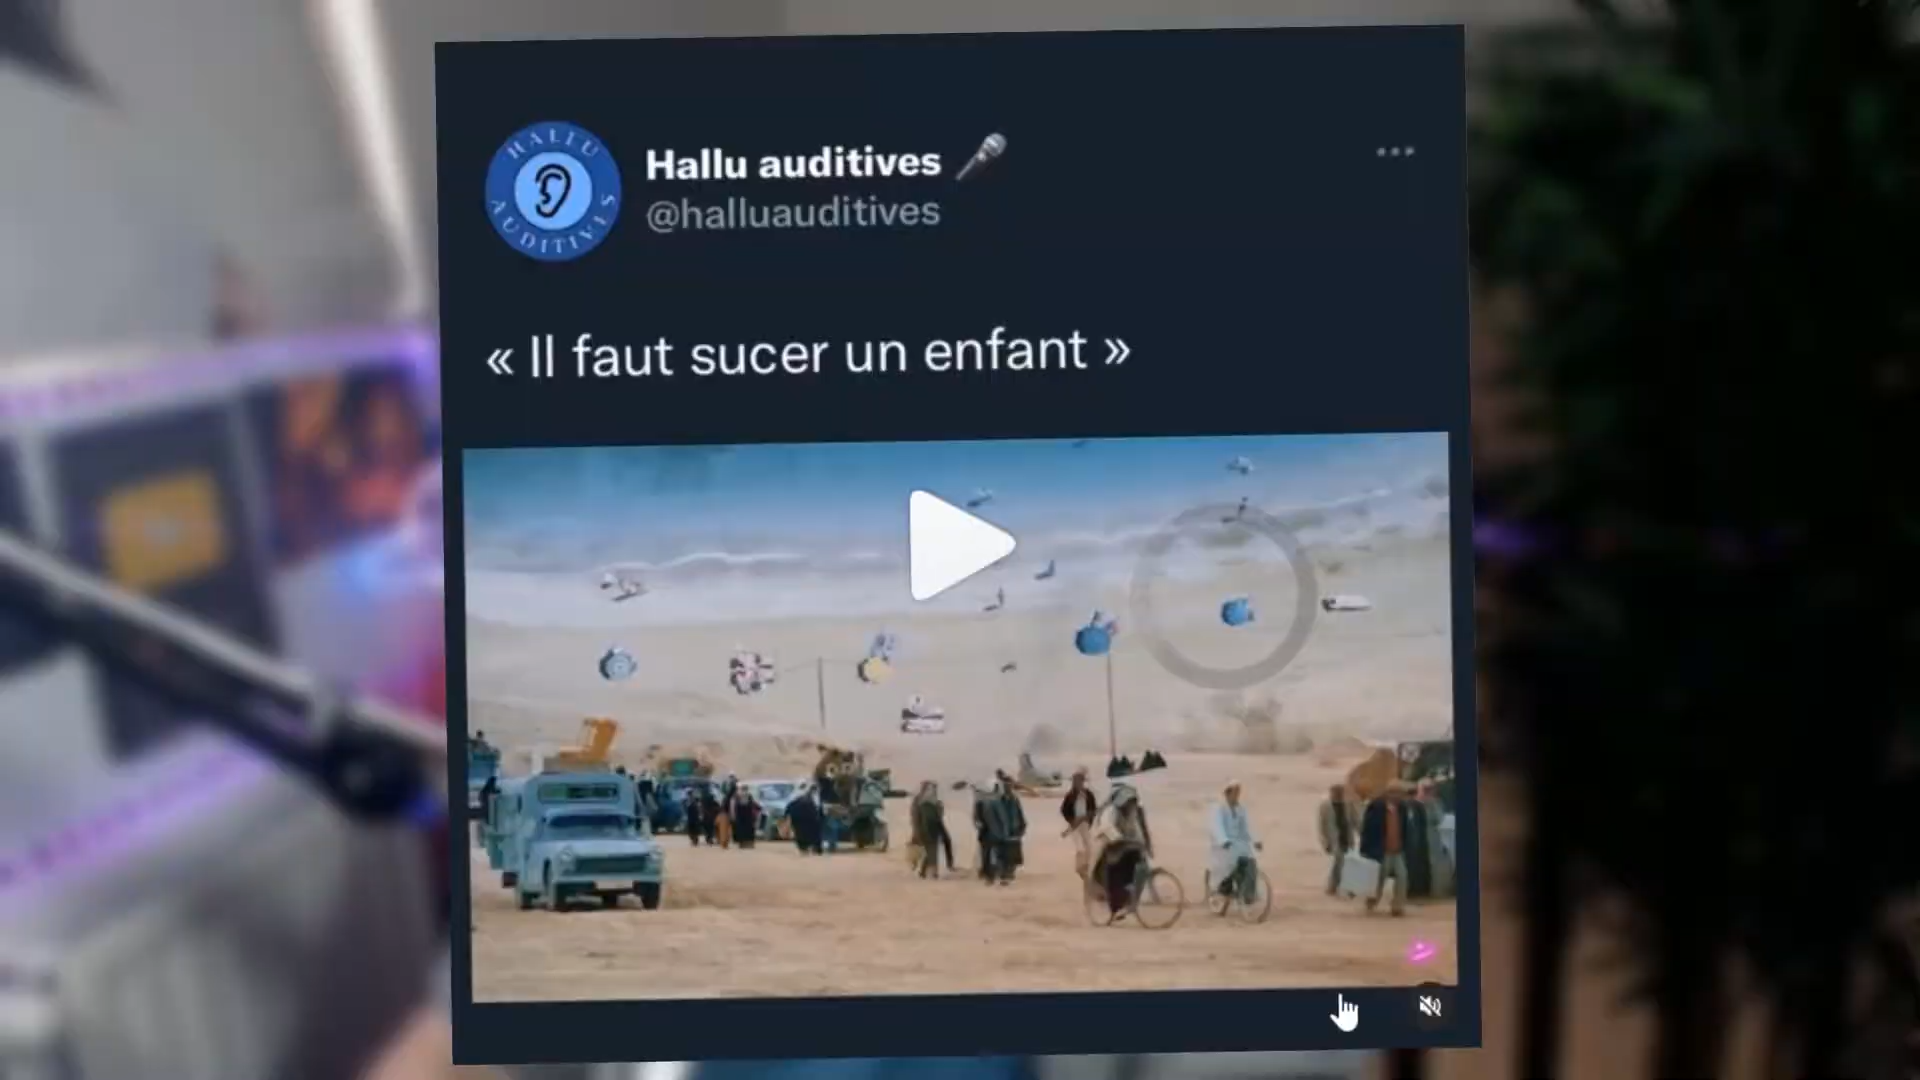 HALLU
AUDITIVES
Hallu auditives
@halluauditives
« Il faut sucer un enfant »